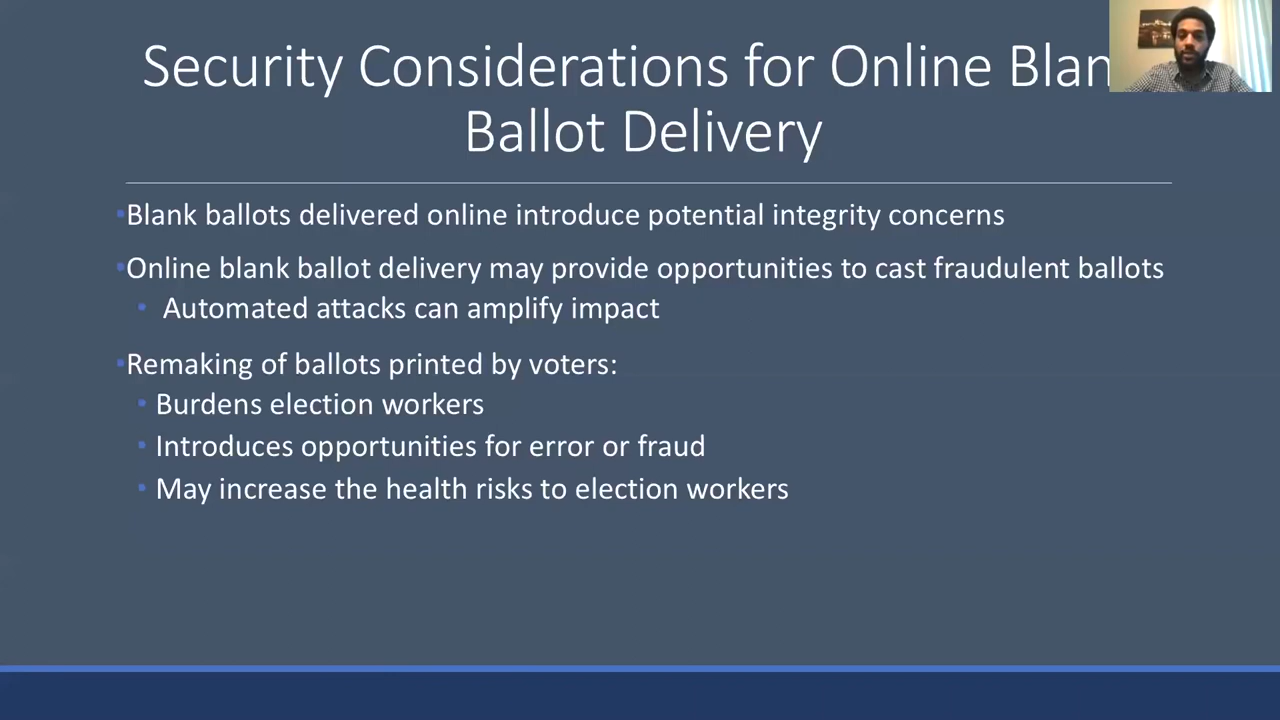 Security Considerations for Online Blan
Ballot Delivery
•Blank ballots delivered online introduce potential integrity concerns
•Online blank ballot delivery may provide opportunities to cast fraudulent ballots
• Automated attacks can amplify impact
•Remaking of ballots printed by voters:
• Burdens election workers
• Introduces opportunities for error or fraud
• May increase the health risks to election workers